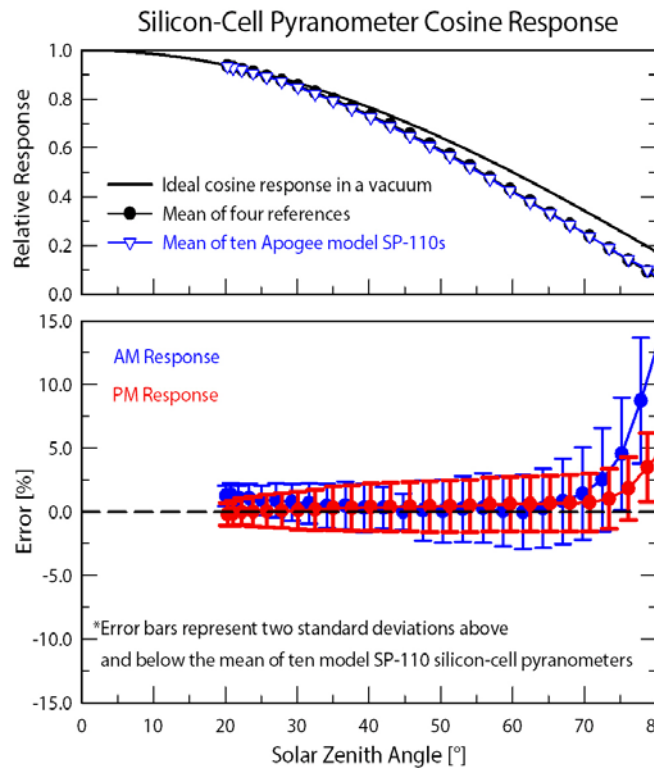 Silicon-Cell Pyranometer Cosine Response
Relative Response
1.0
0.8
0.6
0.4
0.2
0.0
Ideal cosine response in a vacuum
Mean of four references
Mean of ten Apogee model SP-110s
Error [%]
15.0
10.0
5.0
0.0
-5.0
-10.0
-15.0
AM Response
PM Response
*Error bars represent two standard deviations above
and below the mean of ten model SP-110 silicon-cell pyranometers
0 10 20 30 40 50 60 70 8
Solar Zenith Angle [°]